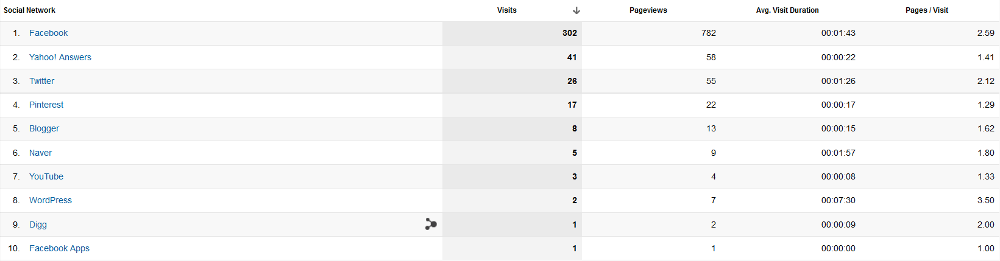 Social Network Visits Pageviews Avg. Visit Duration Pages / Visit
1. Facebook 302 782 00:01:43 2.59
2. Yahoo! Answers 41 58 00:00:22 1.41
3. Twitter 26 55 00:01:26 2.12
4. Pinterest 17 22 00:00:17 1.29
5. Blogger 8 13 00:00:15 1.62
6. Naver 5 9 00:01:57 1.80
7. YouTube 3 4 00:00:08 1.33
8. WordPress 2 7 00:07:30 3.50
9. Digg 1 2 00:00:09 2.00
10. Facebook Apps 1 1 00:00:00 1.00